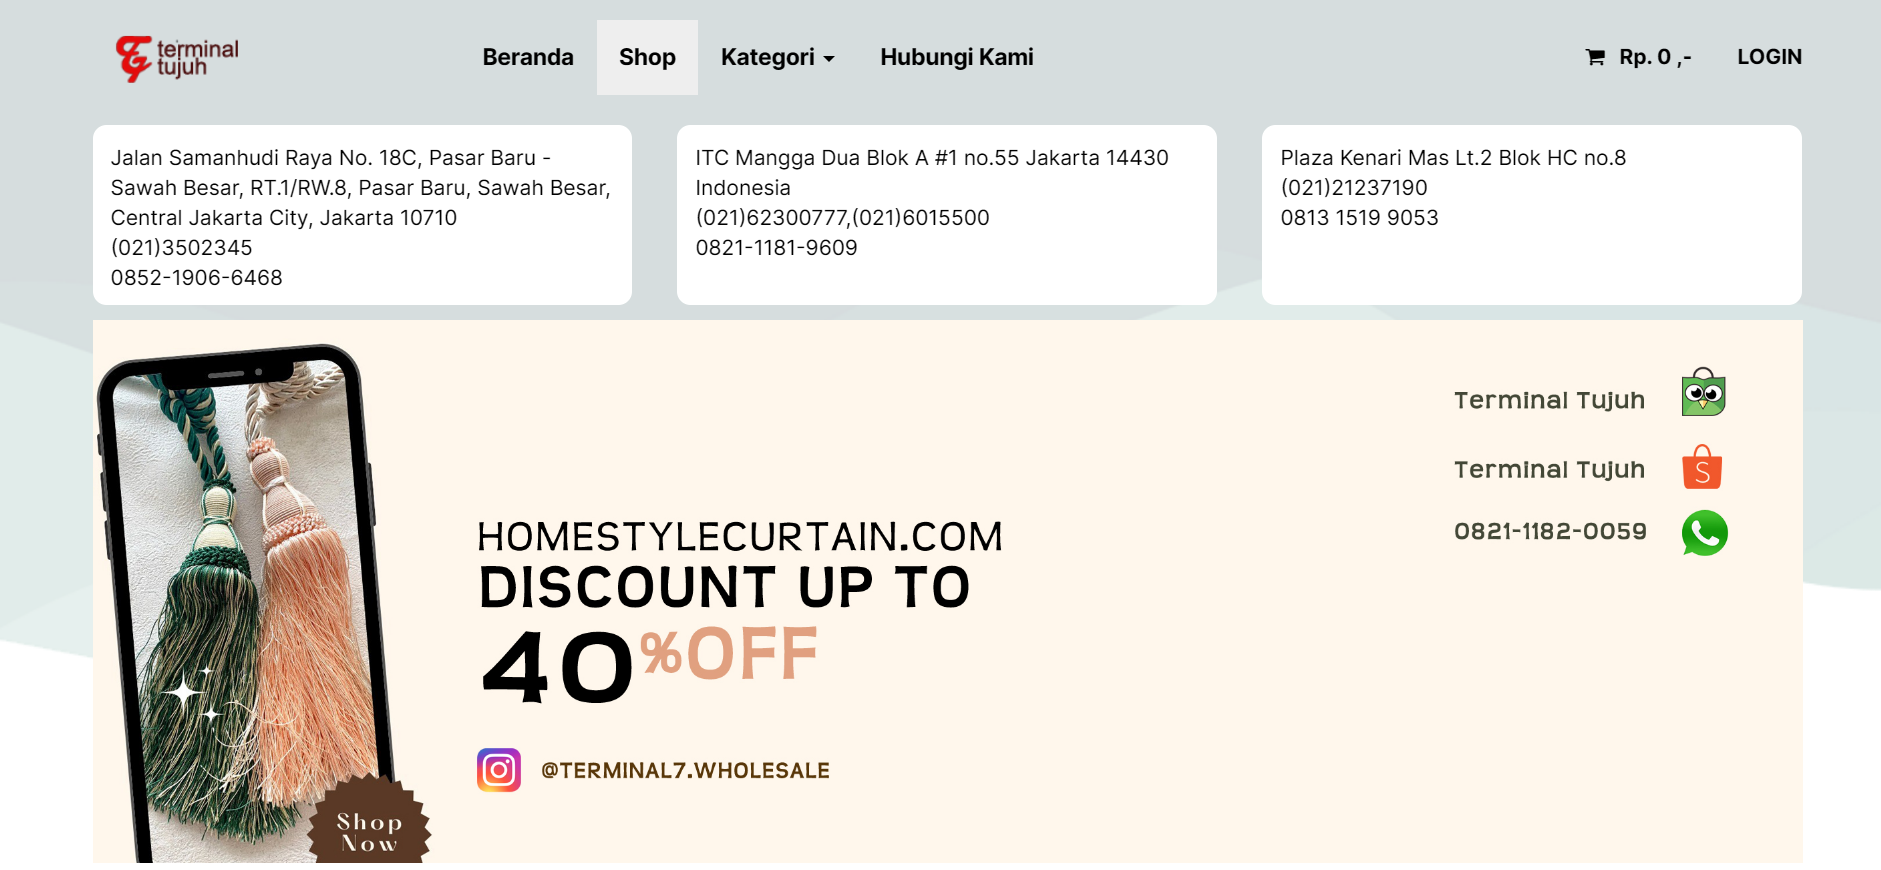 terminal
tujuh
Beranda
Shop
Kategori
Hubungi Kami
Rp. 0 ,-
LOGIN
Jalan Samanhudi Raya No. 18C, Pasar Baru -
Sawah Besar, RT.1/RW.8, Pasar Baru, Sawah Besar,
Central Jakarta City, Jakarta 10710
(021)3502345
0852-1906-6468
ITC Mangga Dua Blok A #1 no.55 Jakarta 14430
Indonesia
(021)62300777,(021)6015500
0821-1181-9609
Plaza Kenari Mas Lt.2 Blok HC no.8
(021)21237190
0813 1519 9053
Terminal Tujuh
Terminal Tujuh
S
0821-1182-0059
HOMESTYLECURTAIN.COM
DISCOUNT UP TO
40%OFF
@TERMINAL7.WHOLESALE
Shop
Now